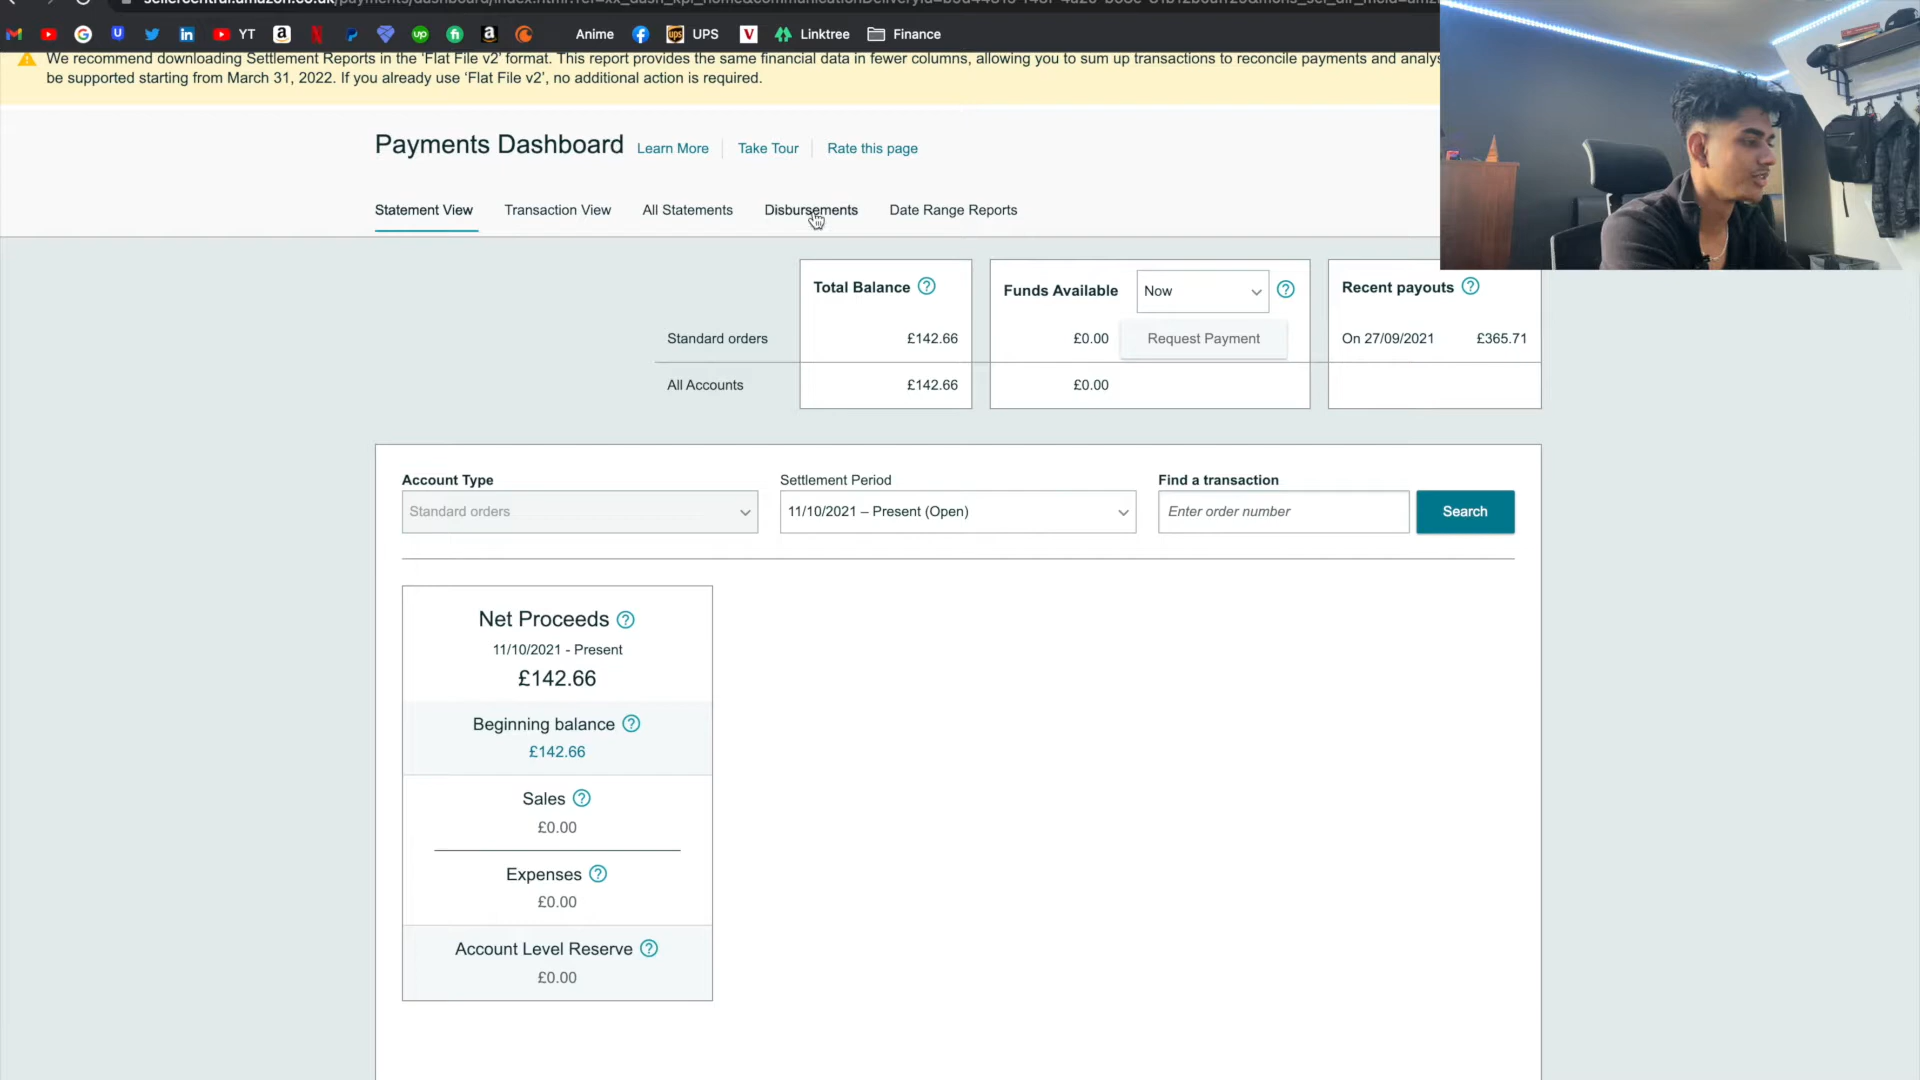 YT
Anime
UPS
Linktree
Finance
We recommend downloading Settlement Reports in the 'Flat File v2' format. This report provides the same financial data in fewer columns, allowing you to sum up transactions to reconcile payments and analys
be supported starting from March 31, 2022. If you already use 'Flat File v2', no additional action is required.
Payments Dashboard Learn More Take Tour Rate this page
Statement View Transaction View All Statements Disbursements Date Range Reports
Total Balance ? Funds Available Now ? Recent payouts ?
Standard orders £142.66 £0.00 Request Payment On 27/09/2021 £365.71
All Accounts £142.66 £0.00
Account Type Settlement Period Find a transaction
Standard orders 11/10/2021 – Present (Open) Enter order number Search
Net Proceeds ?
11/10/2021 - Present
£142.66
Beginning balance ?
£142.66
Sales ?
£0.00
Expenses ?
£0.00
Account Level Reserve ?
£0.00